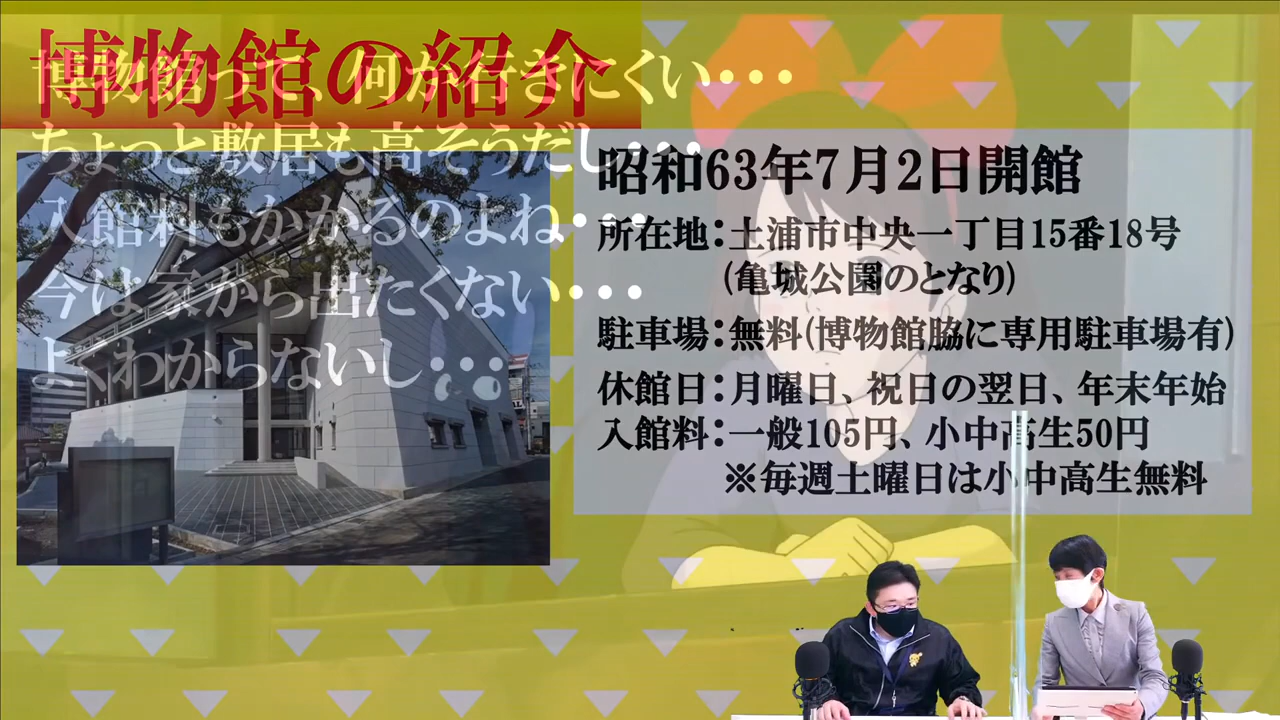 博物館の紹介
博物館って、何か行きにくい・・・
ちょっと敷居も高そうだし・・・
入館料もかかるのよね・・・
今は家から出たくない・・・
よくわからないし・・・
昭和63年7月2日開館
所在地：土浦市中央一丁目15番18号
(亀城公園のとなり)
駐車場：無料(博物館脇に専用駐車場有)
休館日：月曜日、祝日の翌日、年末年始
入館料：一般105円、小中高生50円
※毎週土曜日は小中高生無料